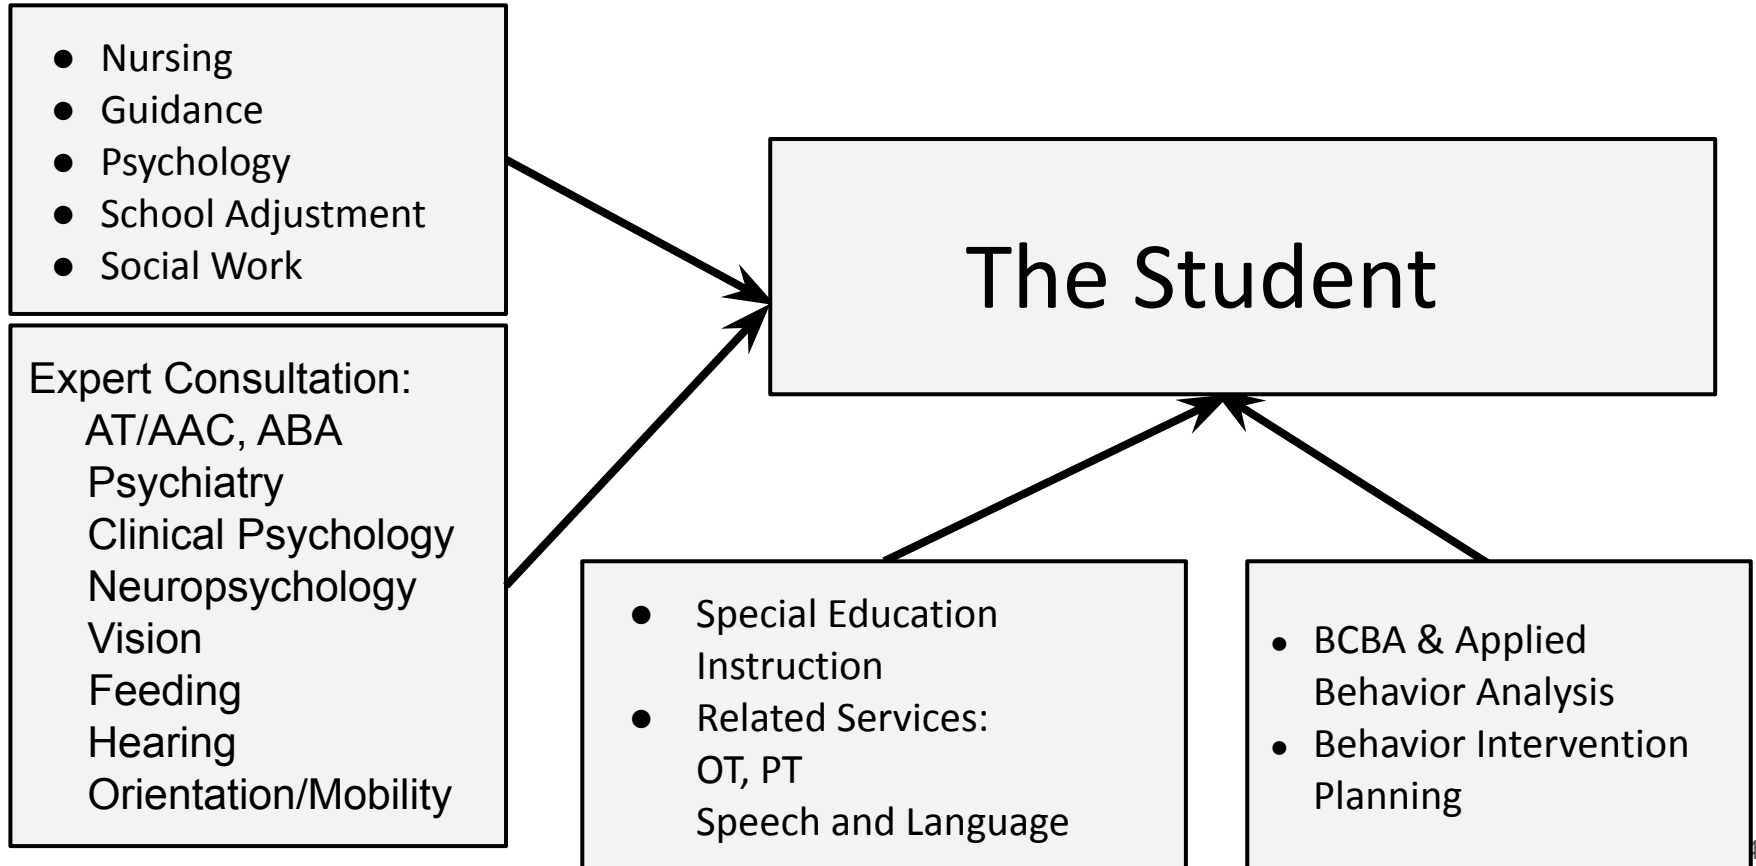 ● Nursing
● Guidance
● Psychology
● School Adjustment
● Social Work
The Student
Expert Consultation:
AT/AAC, ABA
Psychiatry
Clinical Psychology
Neuropsychology
Vision
Feeding
Hearing
Orientation/Mobility
● Special Education
Instruction
● Related Services:
OT, PT
Speech and Language
● BCBA & Applied
Behavior Analysis
● Behavior Intervention
Planning